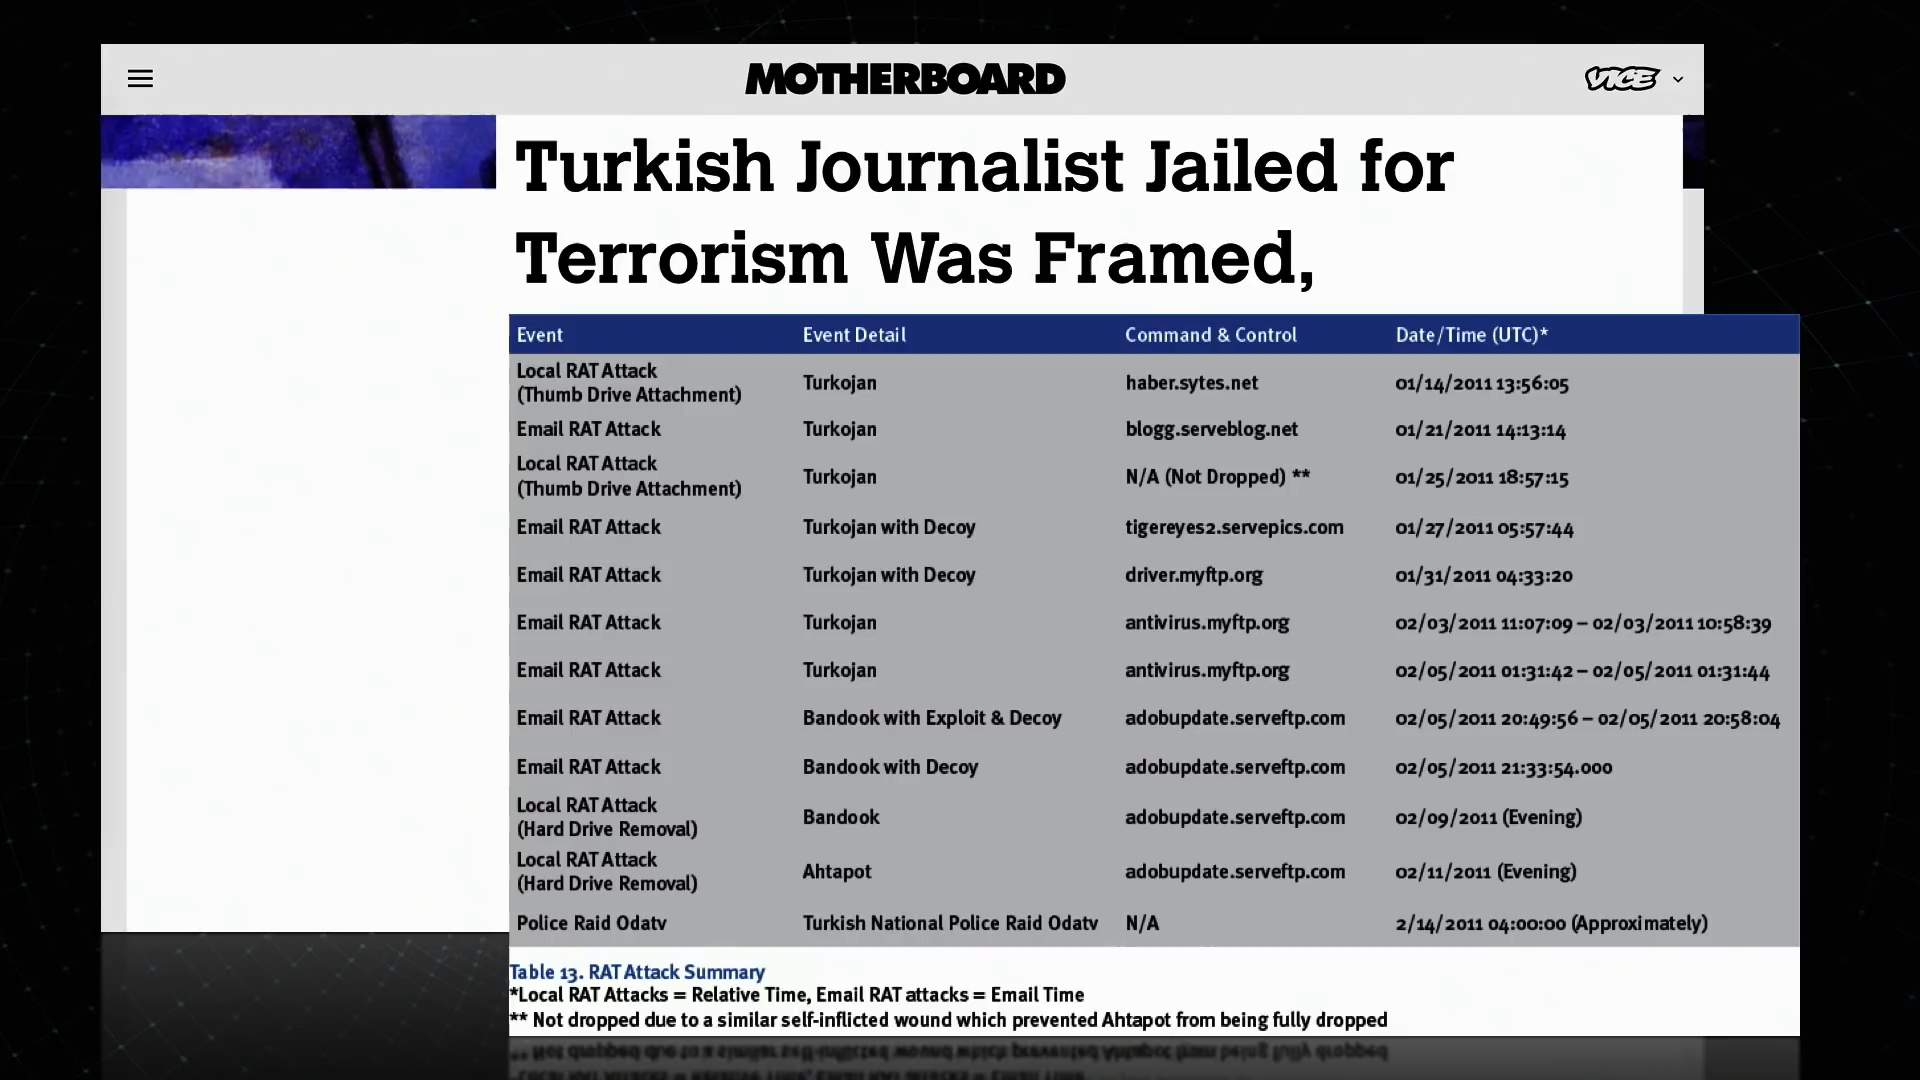 MOTHERBOARD
VICE
Turkish Journalist Jailed for
Terrorism Was Framed,
Event Event Detail Command & Control Date/Time (UTC)*
Local RAT Attack
(Thumb Drive Attachment) Turkojan haber.sytes.net 01/14/2011 13:56:05
Email RAT Attack Turkojan blogg.serveblog.net 01/21/2011 14:13:14
Local RAT Attack
(Thumb Drive Attachment) Turkojan N/A (Not Dropped) ** 01/25/2011 18:57:15
Email RAT Attack Turkojan with Decoy tigereyes2.servepics.com 01/27/2011 05:57:44
Email RAT Attack Turkojan with Decoy driver.myftp.org 01/31/2011 04:33:20
Email RAT Attack Turkojan antivirus.myftp.org 02/03/2011 11:07:09 – 02/03/2011 10:58:39
Email RAT Attack Turkojan antivirus.myftp.org 02/05/2011 01:31:42 – 02/05/2011 01:31:44
Email RAT Attack Bandook with Exploit & Decoy adobupdate.serveftp.com 02/05/2011 20:49:56 – 02/05/2011 20:58:04
Email RAT Attack Bandook with Decoy adobupdate.serveftp.com 02/05/2011 21:33:54.000
Local RAT Attack
(Hard Drive Removal) Bandook adobupdate.serveftp.com 02/09/2011 (Evening)
Local RAT Attack
(Hard Drive Removal) Ahtapot adobupdate.serveftp.com 02/11/2011 (Evening)
Police Raid Odatv Turkish National Police Raid Odatv N/A 2/14/2011 04:00:00 (Approximately)
Table 13. RAT Attack Summary
*Local RAT Attacks = Relative Time, Email RAT attacks = Email Time
** Not dropped due to a similar self-inflicted wound which prevented Ahtapot from being fully dropped